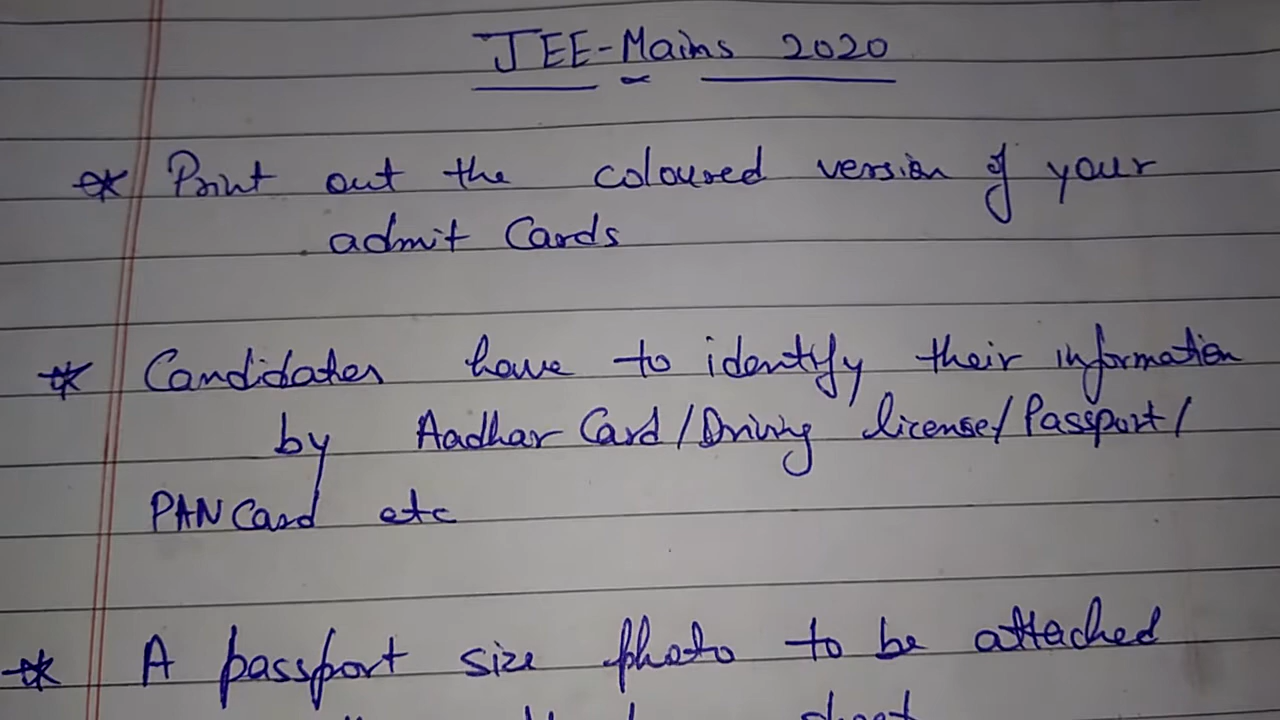 JEE-Mains 2020
* Print out the coloured version of your
admit Cards
* Candidates have to identify their information
by Aadhar Card/Driving license/Passport/
PAN Card etc
* A passport size photo to be attached
sheet